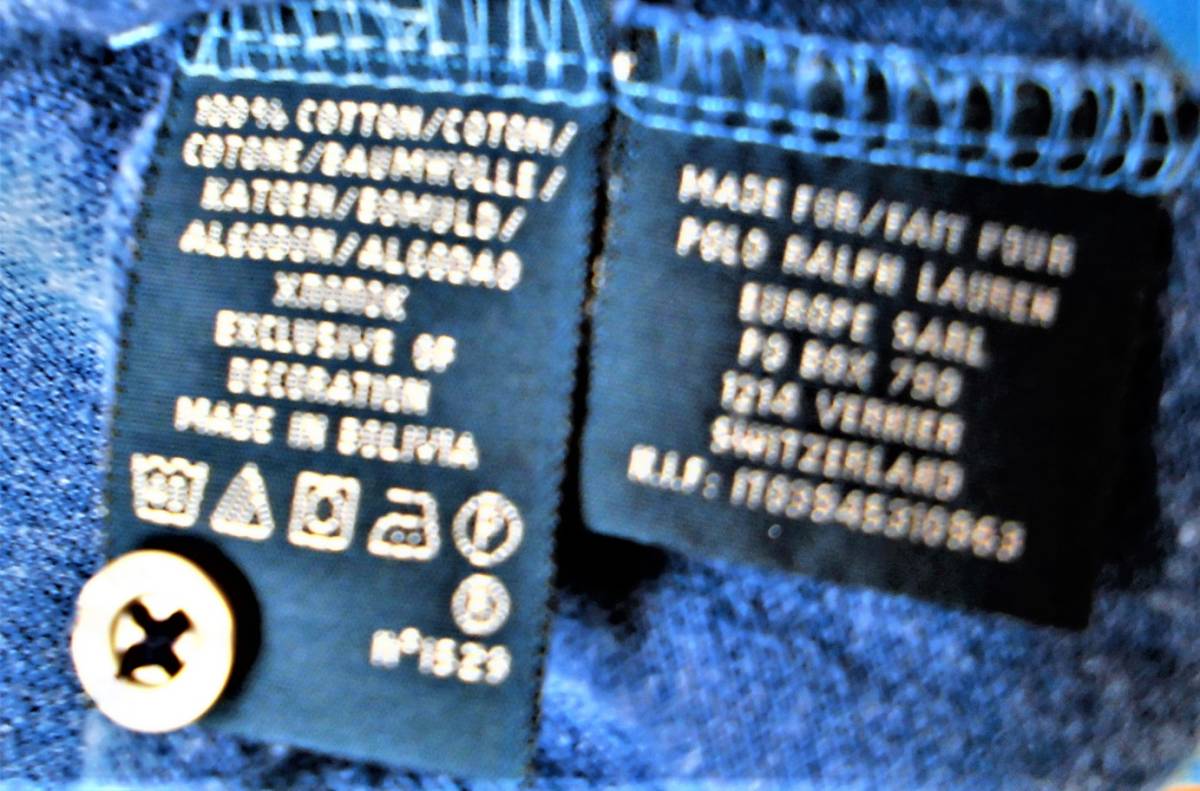 100% COTTON/COTON/
COTONE/BAUMWOLLE/
KATOEN/BOMULD/
ALGODON/ALGODAO
EXCLUSIVE OF
DECORATION
MADE IN BOLIVIA
P
N°1529
MADE FOR/FAIT POUR
POLO RALPH LAUREN
EUROPE SARL
PO BOX
1214 VERNIER
SWITZERLAND
N.I.F: